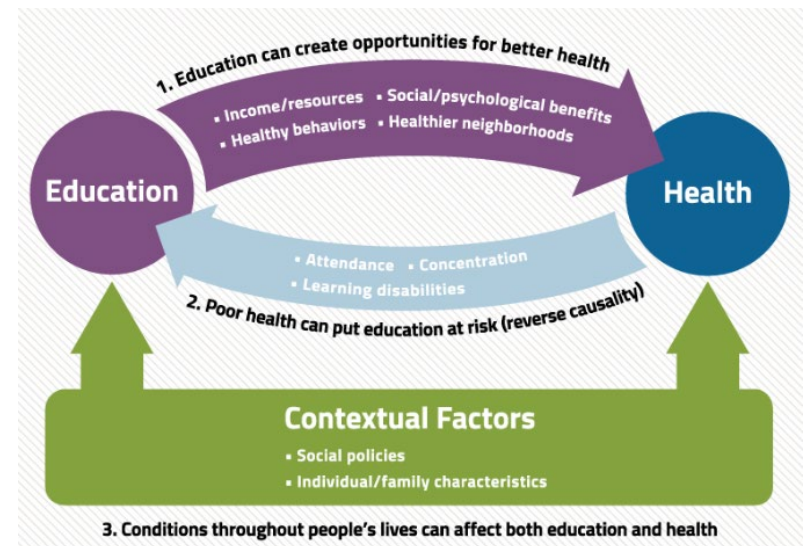 1. Education can create opportunities for better health
▪ Income/resources ▪ Social/psychological benefits
▪ Healthy behaviors ▪ Healthier neighborhoods
Education
Health
▪ Attendance ▪ Concentration
▪ Learning disabilities
2. Poor health can put education at risk (reverse causality)
Contextual Factors
▪ Social policies
▪ Individual/family characteristics
3. Conditions throughout people's lives can affect both education and health